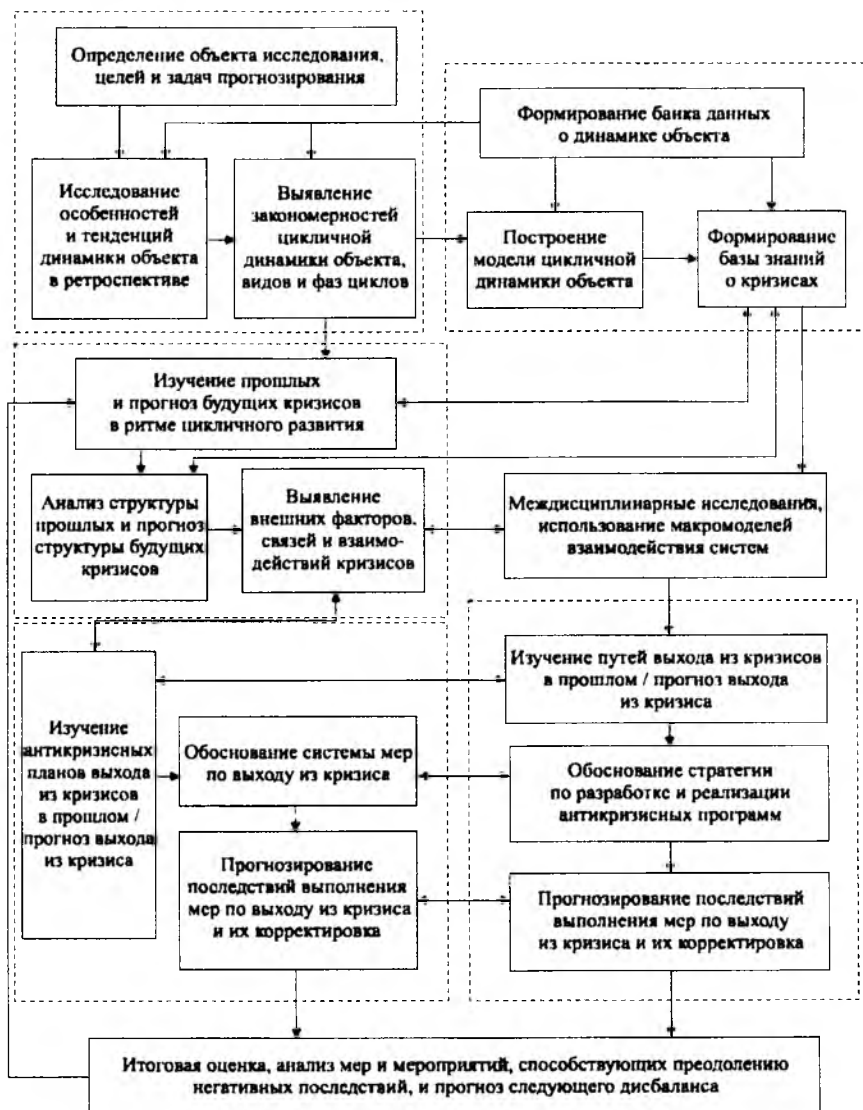 Определение объекта исследования,
целей и задач прогнозирования
Формирование банка данных
о динамике объекта
Исследование
особенностей
и тенденций
динамики объекта
в ретроспективе
Выявление
закономерностей
цикличной
динамики объекта,
видов и фаз циклов
Построение
модели цикличной
динамики объекта
Формирование
базы знаний
о кризисах
Изучение прошлых
и прогноз будущих кризисов
в ритме цикличного развития
Анализ структуры
прошлых и прогноз
структуры будущих
кризисов
Выявление
внешних факторов,
связей и взаимо-
действий кризисов
Междисциплинарные исследования,
использование макромоделей
взаимодействия систем
Изучение путей выхода из кризисов
в прошлом / прогноз выхода
из кризиса
Изучение
антикризисных
планов выхода
из кризисов
в прошлом /
прогноз выхода
из кризиса
Обоснование системы мер
по выходу из кризиса
Обоснование стратегии
по разработке и реализации
антикризисных программ
Прогнозирование
последствий выполнения
мер по выходу из кризиса
и их корректировка
Прогнозирование последствий
выполнения мер по выходу
из кризиса и их корректировка
Итоговая оценка, анализ мер и мероприятий, способствующих преодолению
негативных последствий, и прогноз следующего дисбаланса